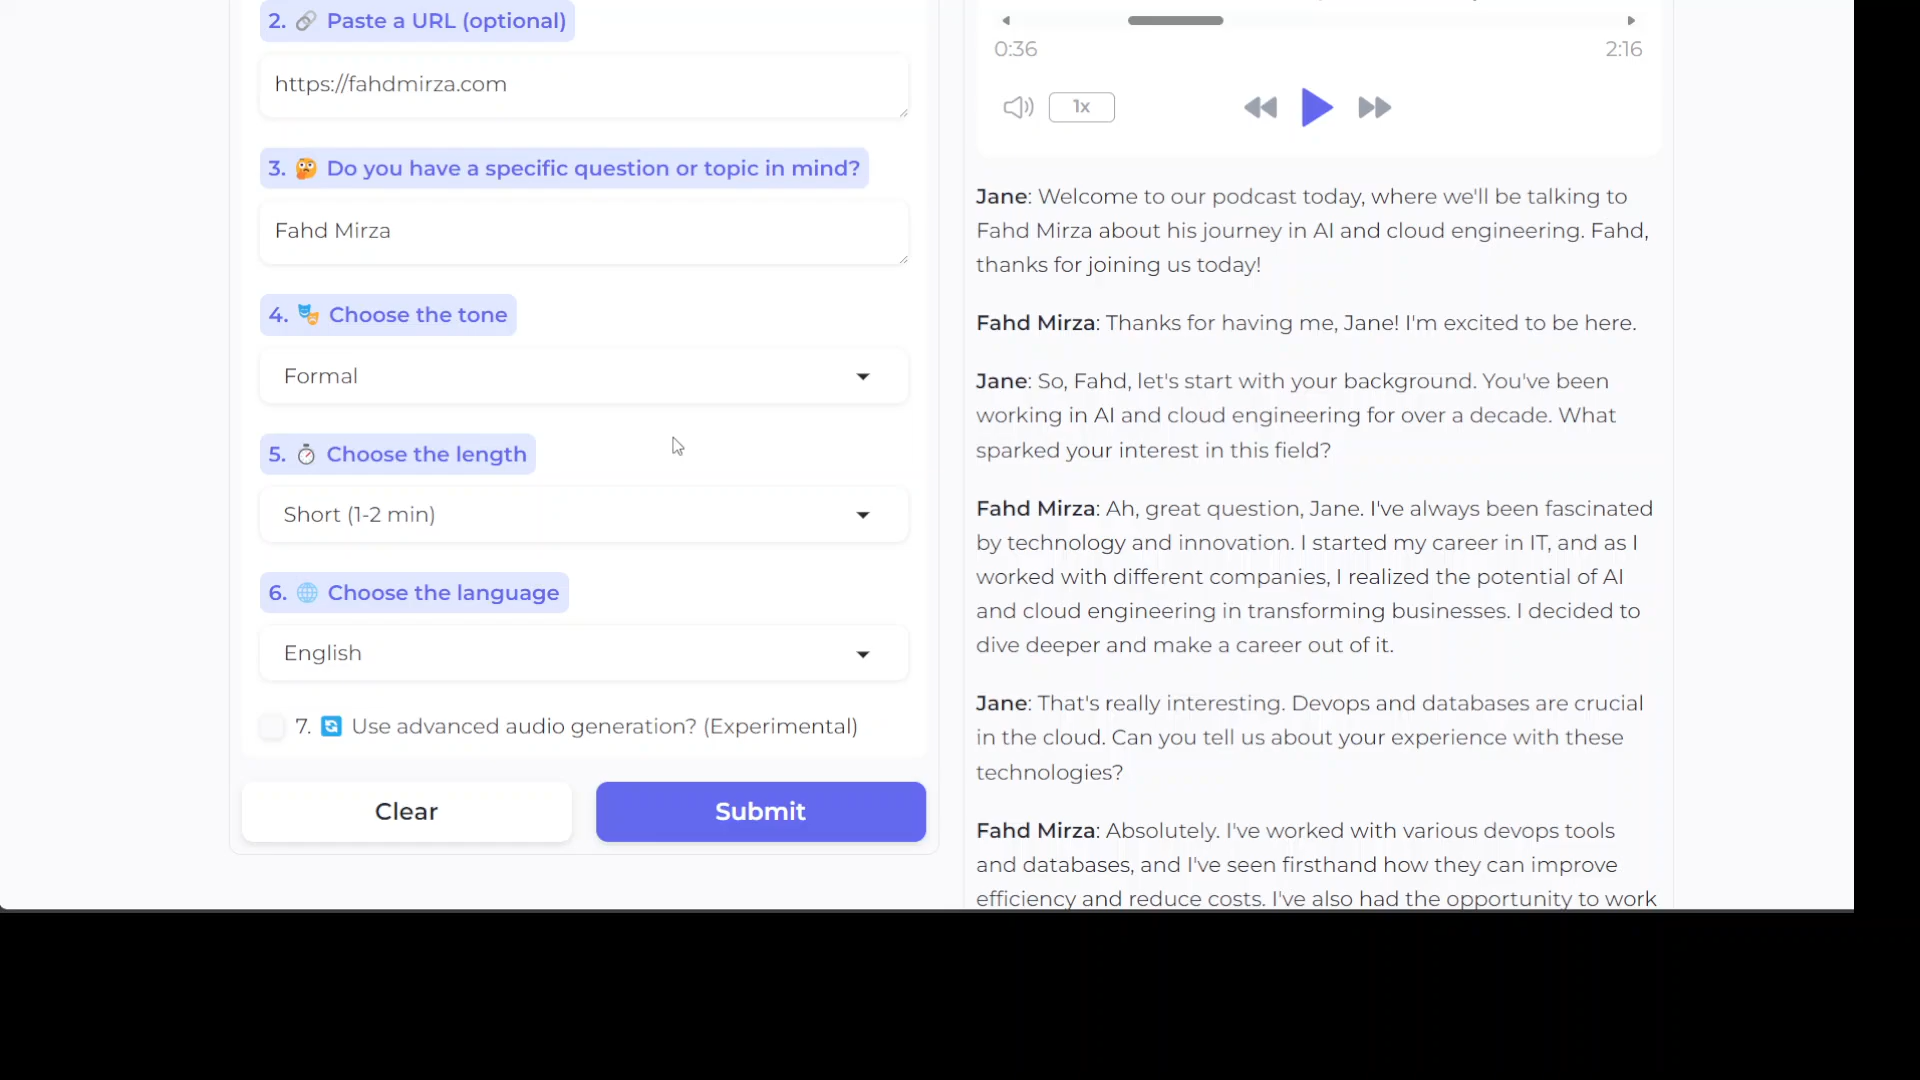 2. 🔗 Paste a URL (optional)
https://fahdmirza.com
3. 🤔 Do you have a specific question or topic in mind?
Fahd Mirza
4. 🎭 Choose the tone
Formal
5. ⏱ Choose the length
Short (1-2 min)
6. 🌐 Choose the language
English
7. 🔄 Use advanced audio generation? (Experimental)
Clear
Submit
0:36
2:16
1x
Jane: Welcome to our podcast today, where we'll be talking to
Fahd Mirza about his journey in AI and cloud engineering. Fahd,
thanks for joining us today!
Fahd Mirza: Thanks for having me, Jane! I'm excited to be here.
Jane: So, Fahd, let's start with your background. You've been
working in AI and cloud engineering for over a decade. What
sparked your interest in this field?
Fahd Mirza: Ah, great question, Jane. I've always been fascinated
by technology and innovation. I started my career in IT, and as I
worked with different companies, I realized the potential of AI
and cloud engineering in transforming businesses. I decided to
dive deeper and make a career out of it.
Jane: That's really interesting. Devops and databases are crucial
in the cloud. Can you tell us about your experience with these
technologies?
Fahd Mirza: Absolutely. I've worked with various devops tools
and databases, and I've seen firsthand how they can improve
efficiency and reduce costs. I've also had the opportunity to work